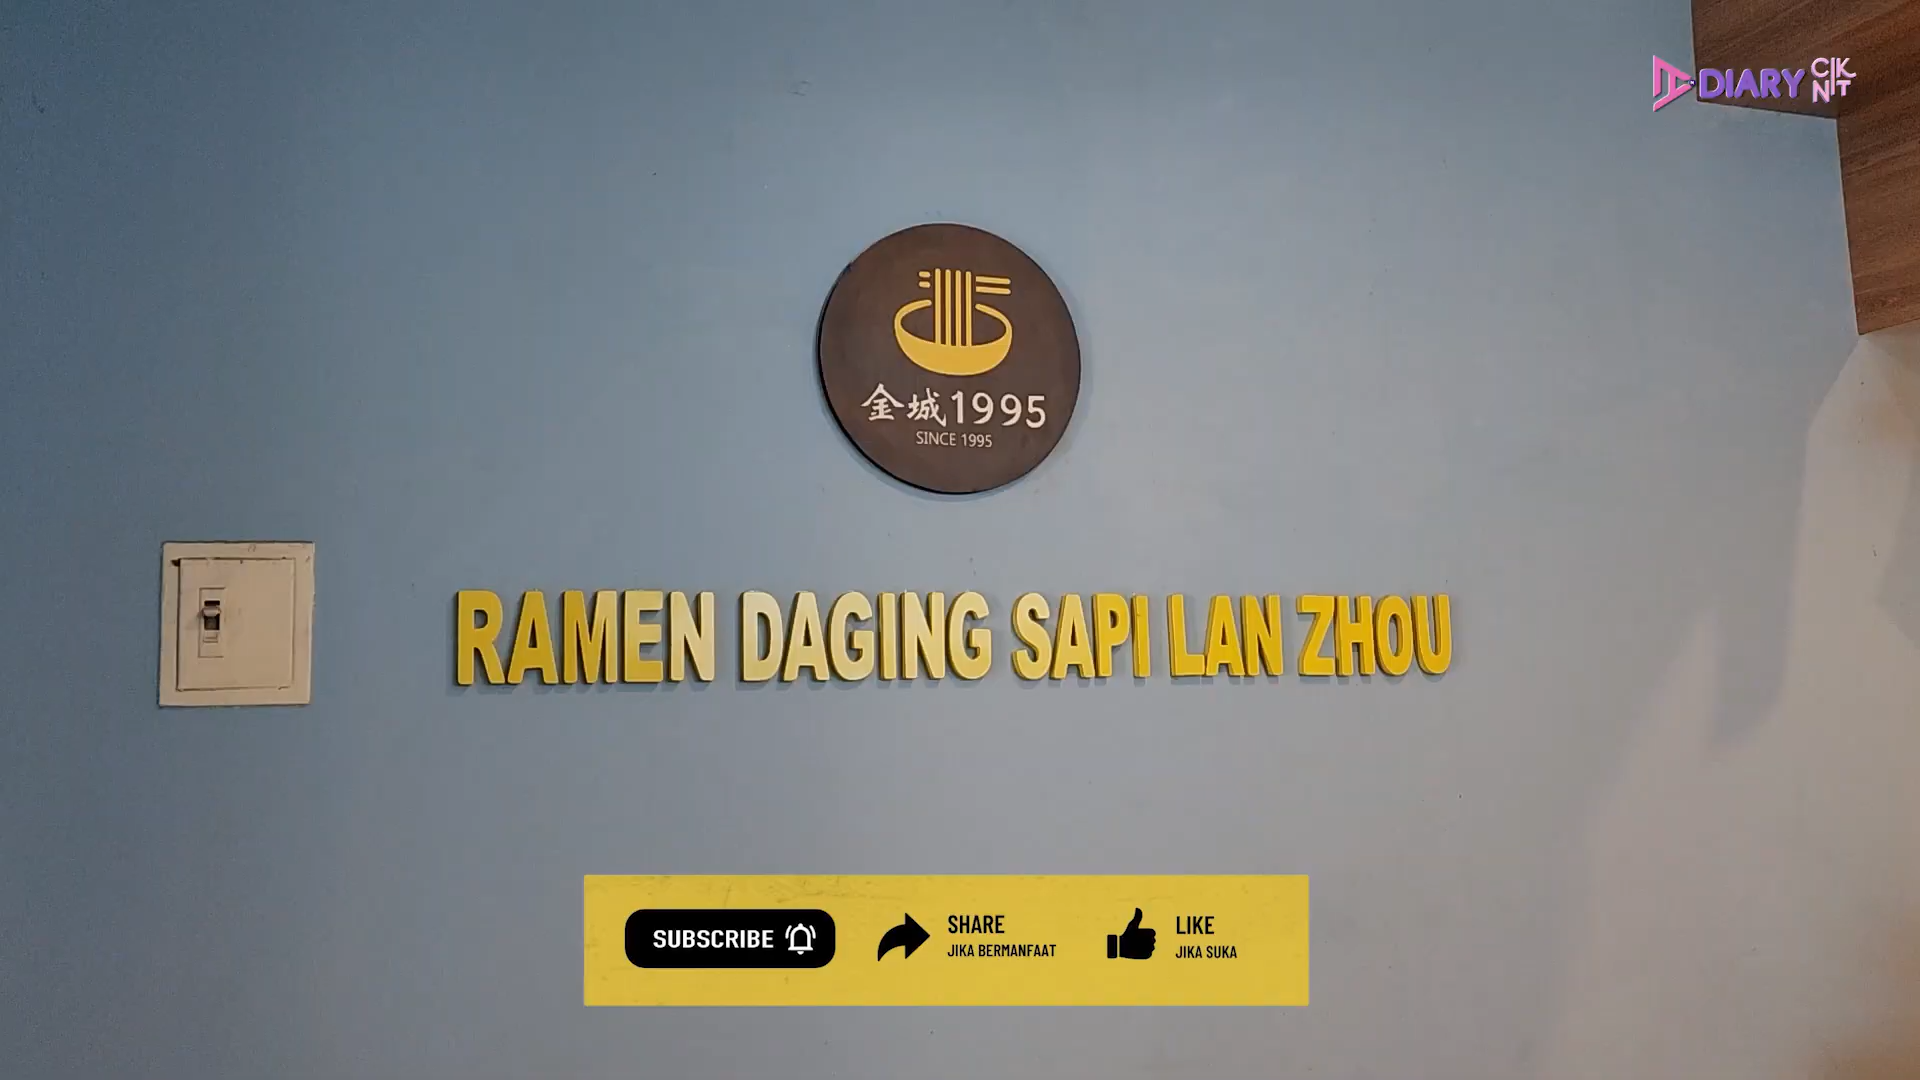 DIARY CIK NIT
金城1995
SINCE 1995
RAMEN DAGING SAPI LAN ZHOU
SUBSCRIBE
SHARE
JIKA BERMANFAAT
LIKE
JIKA SUKA